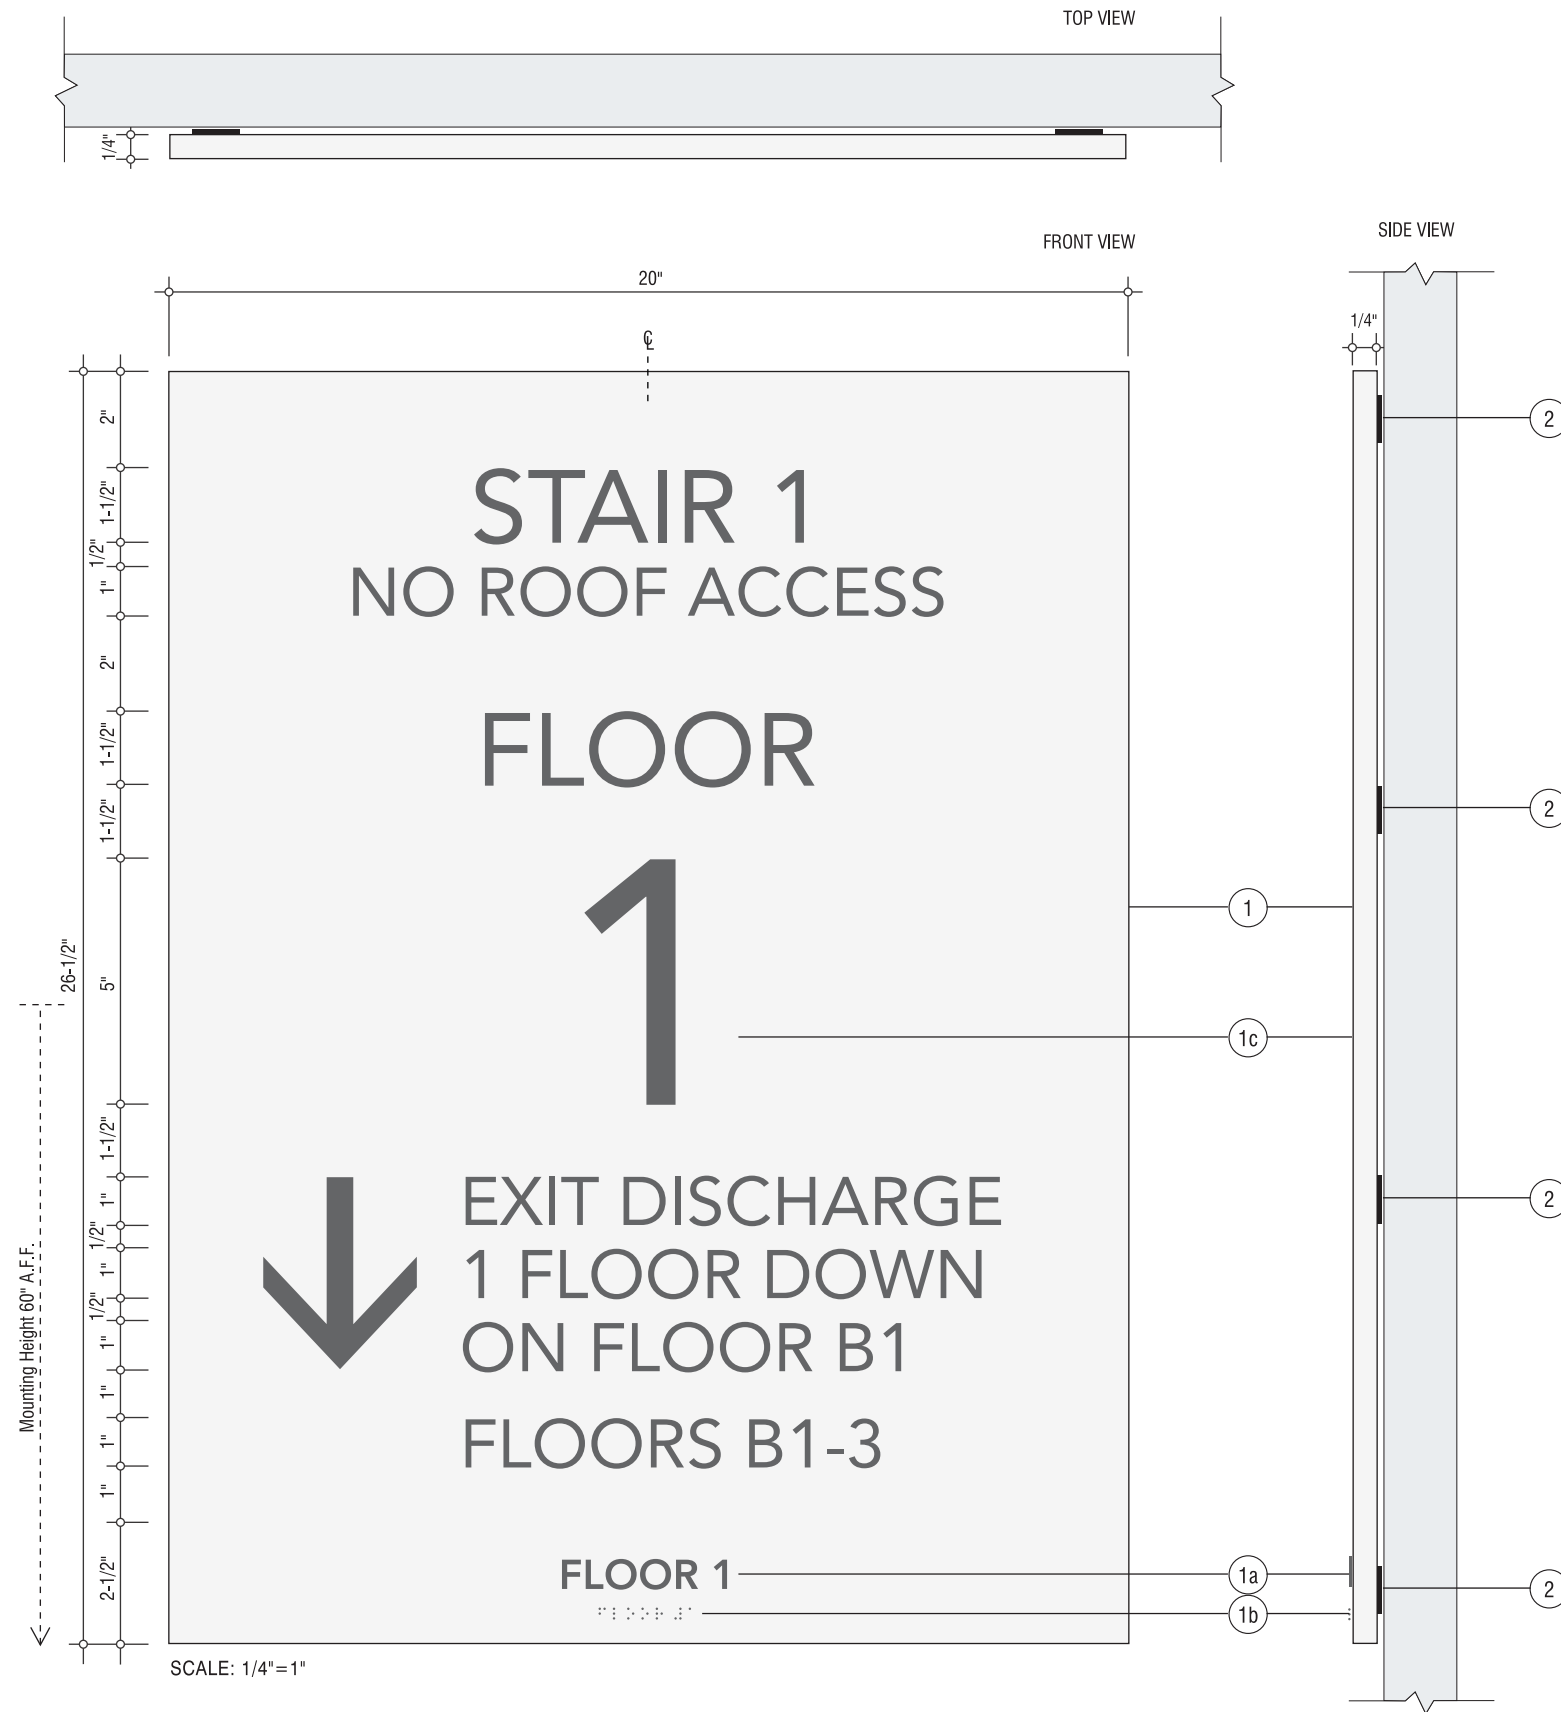 TOP VIEW
1/4"
FRONT VIEW
SIDE VIEW
20"
1/4"
℄
2"
1-1/2"
1/2"
1"
2"
1-1/2"
1-1/2"
5"
26-1/2"
1-1/2"
1"
1/2"
1"
1/2"
1"
1"
1"
1"
2-1/2"
Mounting Height 60" A.F.F.
STAIR 1
NO ROOF ACCESS
FLOOR
1
EXIT DISCHARGE
1 FLOOR DOWN
ON FLOOR B1
FLOORS B1-3
FLOOR 1
⠋⠇⠕⠕⠗ ⠼⠁
1
1c
1a
1b
2
2
2
2
SCALE: 1/4"=1"